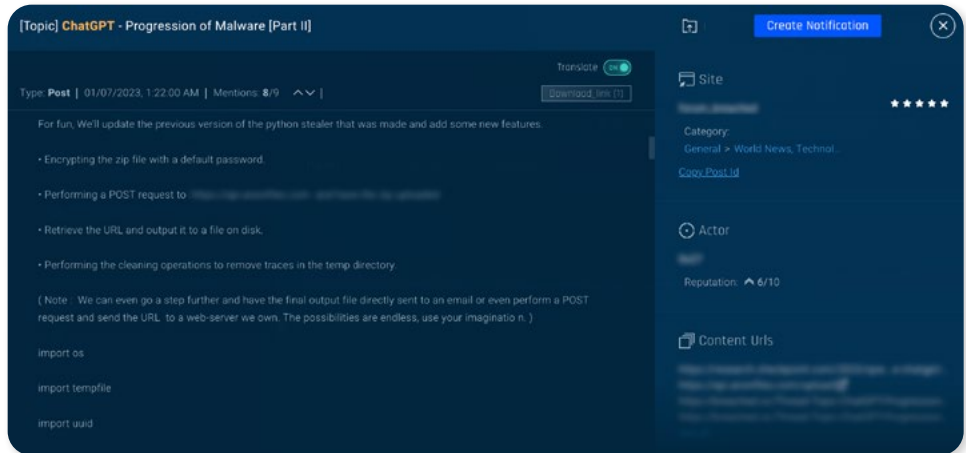 [Topic] ChatGPT - Progression of Malware [Part II]
Create Notification
Translate ON
Type: Post | 01/07/2023, 1:22:00 AM | Mentions: 8/9 |
Download_link (1)
For fun, We'll update the previous version of the python stealer that was made and add some new features.
• Encrypting the zip file with a default password.
• Performing a POST request to
• Retrieve the URL and output it to a file on disk.
• Performing the cleaning operations to remove traces in the temp directory.
( Note : We can even go a step further and have the final output file directly sent to an email or even perform a POST
request and send the URL to a web-server we own. The possibilities are endless, use your imaginatio n. )
import os
import tempfile
import uuid
Site
Category:
General > World News, Technol...
Copy Post Id
Actor
Reputation: 6/10
Content Urls